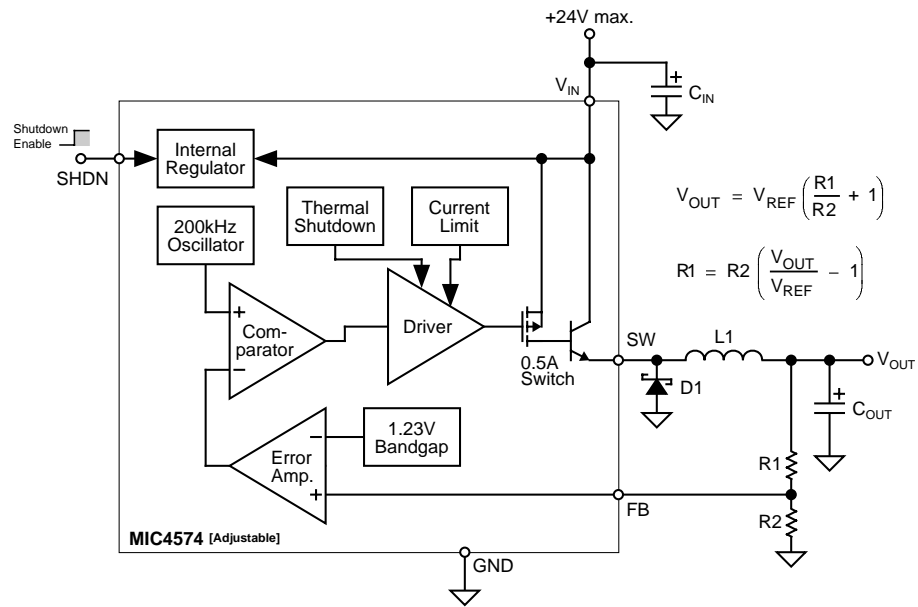 +24V max.
VIN
CIN
Shutdown
Enable
SHDN
Internal
Regulator
200kHz
Oscillator
Thermal
Shutdown
Current
Limit
VOUT = VREF (R1/R2 + 1)
R1 = R2 (VOUT/VREF − 1)
+
Com-
parator
−
Driver
0.5A
Switch
SW
L1
VOUT
D1
+
COUT
1.23V
Bandgap
−
Error
Amp.
+
R1
FB
R2
MIC4574 [Adjustable]
GND